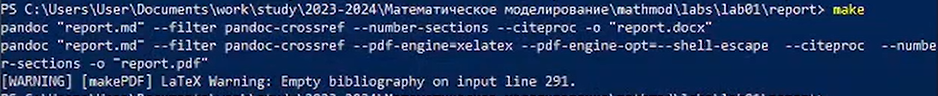 PS C:\Users\User\Documents\work\study\2023-2024\Математическое моделирование\mathmod\labs\lab01\report> make
pandoc "report.md" --filter pandoc-crossref --number-sections --citeproc -o "report.docx"
pandoc "report.md" --filter pandoc-crossref --pdf-engine=xelatex --pdf-engine-opt=--shell-escape  --citeproc  --numbe
r-sections -o "report.pdf"
[WARNING] [makePDF] LaTeX Warning: Empty bibliography on input line 291.